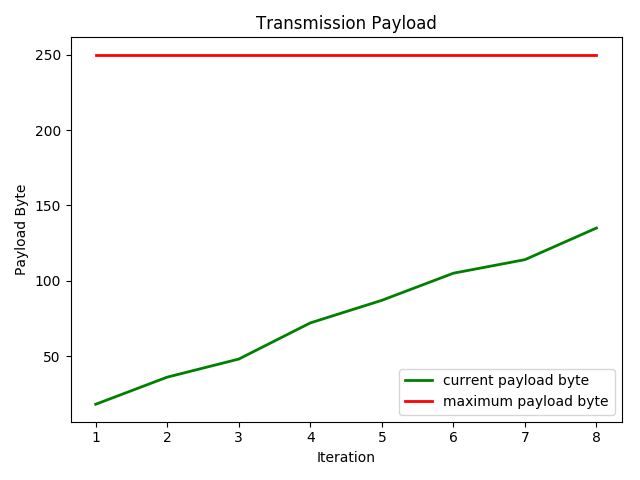 Transmission Payload
250
200
150
100
50
Payload Byte
current payload byte
maximum payload byte
1 2 3 4 5 6 7 8
Iteration